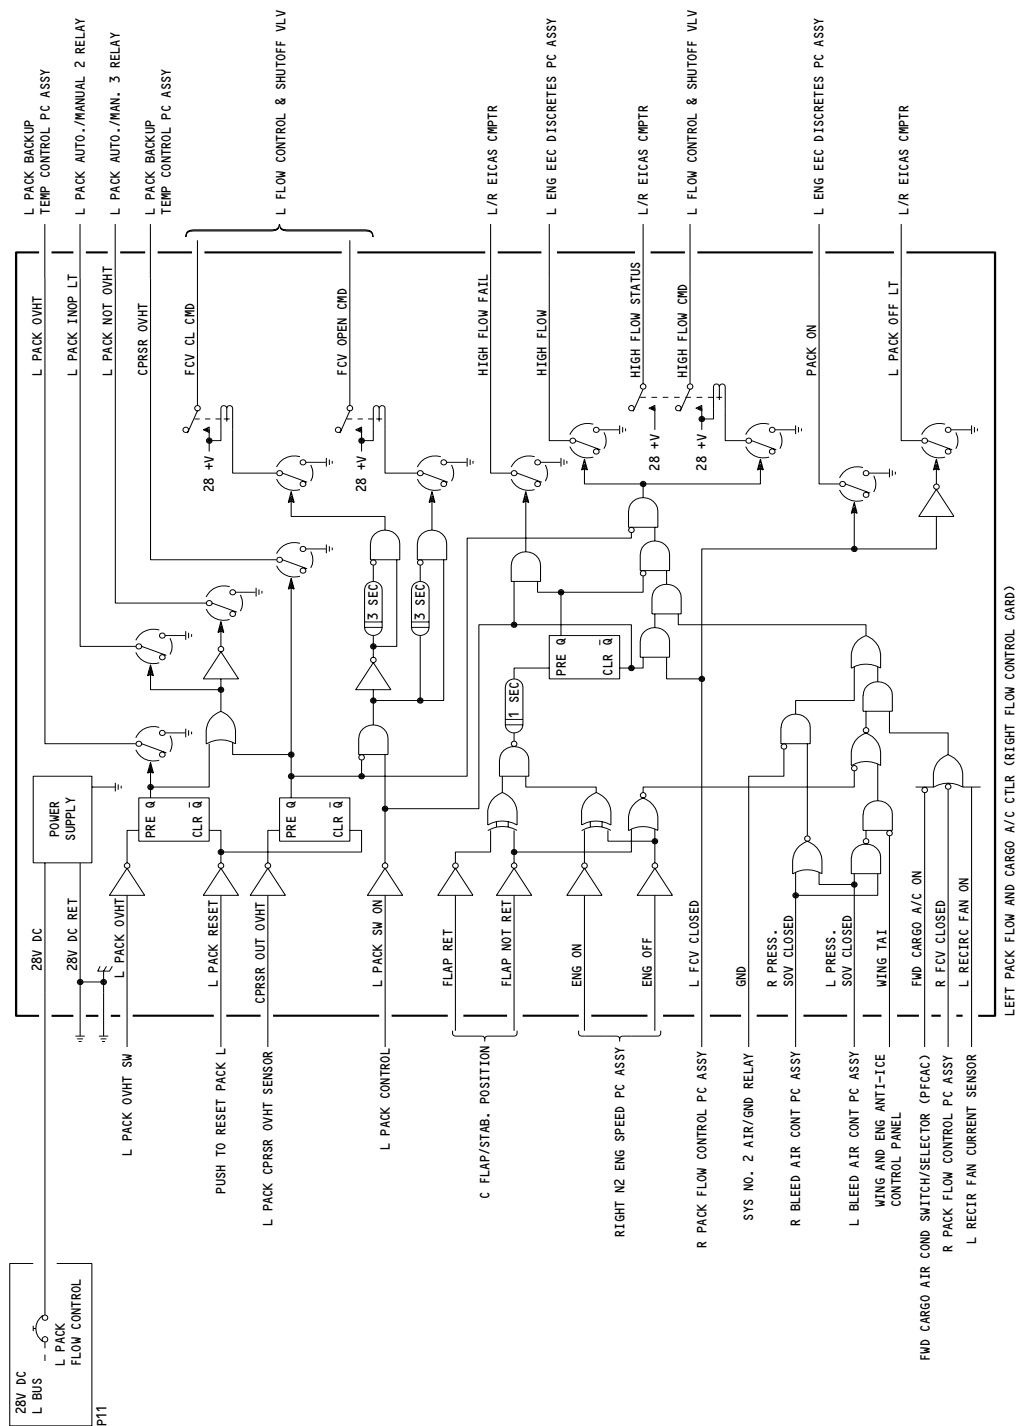 28V DC
L BUS
L PACK
FLOW CONTROL
P11
L PACK OVHT SW
PUSH TO RESET PACK L
L PACK CPRSR OVHT SENSOR
L PACK CONTROL
C FLAP/STAB. POSITION
RIGHT N2 ENG SPEED PC ASSY
R PACK FLOW CONTROL PC ASSY
SYS NO. 2 AIR/GND RELAY
R BLEED AIR CONT PC ASSY
L BLEED AIR CONT PC ASSY
WING AND ENG ANTI-ICE
CONTROL PANEL
FWD CARGO AIR COND SWITCH/SELECTOR (PFCAC)
R PACK FLOW CONTROL PC ASSY
L RECIR FAN CURRENT SENSOR
28V DC
28V DC RET
L PACK OVHT
L PACK RESET
CPRSR OUT OVHT
L PACK SW ON
FLAP RET
FLAP NOT RET
ENG ON
ENG OFF
L FCV CLOSED
GND
R PRESS.
SOV CLOSED
L PRESS.
SOV CLOSED
WING TAI
FWD CARGO A/C ON
R FCV CLOSED
L RECIRC FAN ON
POWER
SUPPLY
PRE Q
CLR Q̅
PRE Q
CLR Q̅
PRE Q
CLR Q̅
1 SEC
3 SEC
3 SEC
28 +V
28 +V
28 +V
28 +V
L PACK OVHT
L PACK INOP LT
L PACK NOT OVHT
CPRSR OVHT
FCV CL CMD
FCV OPEN CMD
HIGH FLOW FAIL
HIGH FLOW
HIGH FLOW STATUS
HIGH FLOW CMD
PACK ON
L PACK OFF LT
L PACK BACKUP
TEMP CONTROL PC ASSY
L PACK AUTO./MANUAL 2 RELAY
L PACK AUTO./MAN. 3 RELAY
L PACK BACKUP
TEMP CONTROL PC ASSY
L FLOW CONTROL & SHUTOFF VLV
L/R EICAS CMPTR
L ENG EEC DISCRETES PC ASSY
L/R EICAS CMPTR
L FLOW CONTROL & SHUTOFF VLV
L ENG EEC DISCRETES PC ASSY
L/R EICAS CMPTR
LEFT PACK FLOW AND CARGO A/C CTLR (RIGHT FLOW CONTROL CARD)